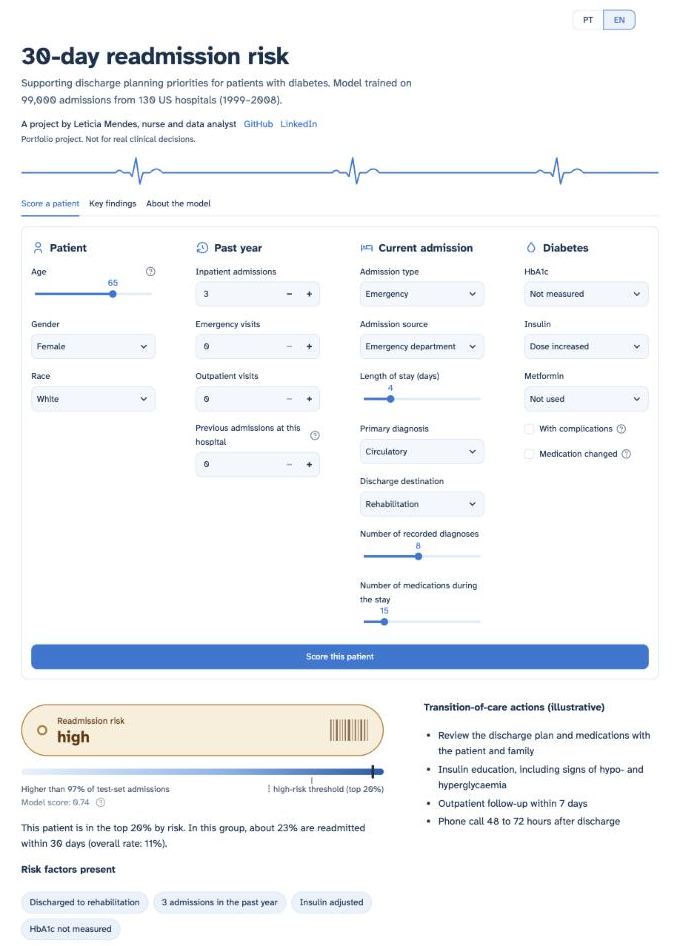 PT EN
30-day readmission risk
Supporting discharge planning priorities for patients with diabetes. Model trained on
99,000 admissions from 130 US hospitals (1999–2008).
A project by Leticia Mendes, nurse and data analyst GitHub LinkedIn
Portfolio project. Not for real clinical decisions.
Score a patient Key findings About the model
Patient
Age ?
65
Gender
Female
Race
White
Past year
Inpatient admissions
3 − +
Emergency visits
0 − +
Outpatient visits
0 − +
Previous admissions at this
hospital ?
0 − +
Current admission
Admission type
Emergency
Admission source
Emergency department
Length of stay (days)
4
Primary diagnosis
Circulatory
Discharge destination
Rehabilitation
Number of recorded diagnoses
8
Number of medications during
the stay
15
Diabetes
HbA1c
Not measured
Insulin
Dose increased
Metformin
Not used
With complications ?
Medication changed ?
Score this patient
Readmission risk
high
Higher than 97% of test-set admissions
high-risk threshold (top 20%)
Model score: 0.74 ?
This patient is in the top 20% by risk. In this group, about 23% are readmitted
within 30 days (overall rate: 11%).
Risk factors present
Discharged to rehabilitation
3 admissions in the past year
Insulin adjusted
HbA1c not measured
Transition-of-care actions (illustrative)
• Review the discharge plan and medications with
the patient and family
• Insulin education, including signs of hypo- and
hyperglycaemia
• Outpatient follow-up within 7 days
• Phone call 48 to 72 hours after discharge